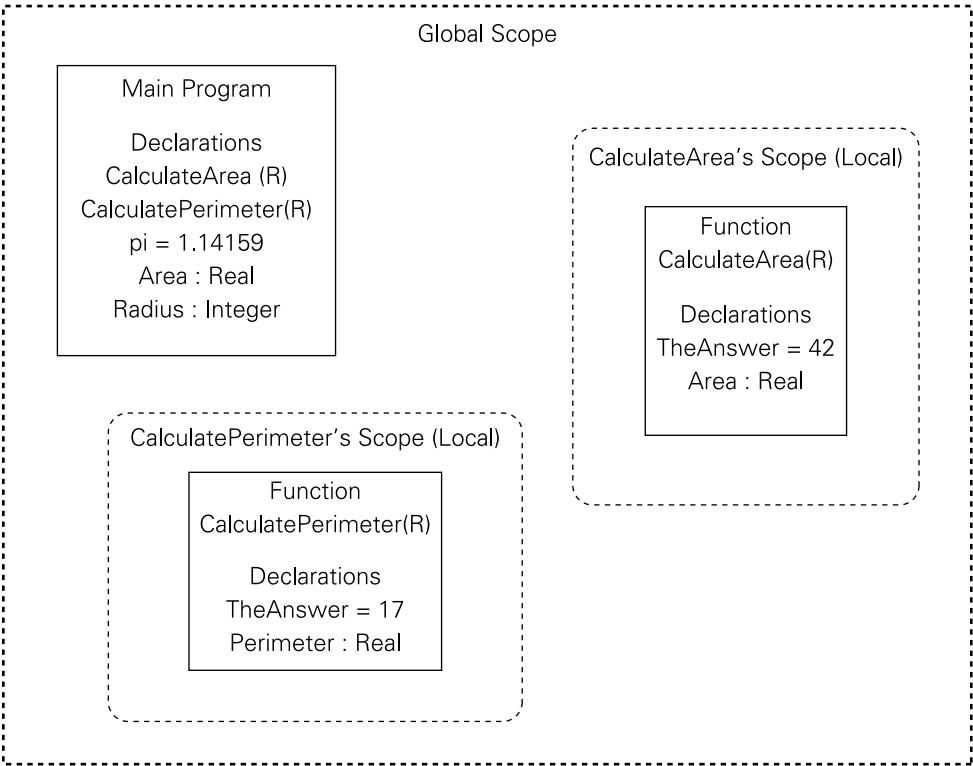 Global Scope
Main Program
Declarations
CalculateArea (R)
CalculatePerimeter(R)
pi = 1.14159
Area : Real
Radius : Integer
CalculateArea's Scope (Local)
Function
CalculateArea(R)
Declarations
TheAnswer = 42
Area : Real
CalculatePerimeter's Scope (Local)
Function
CalculatePerimeter(R)
Declarations
TheAnswer = 17
Perimeter : Real